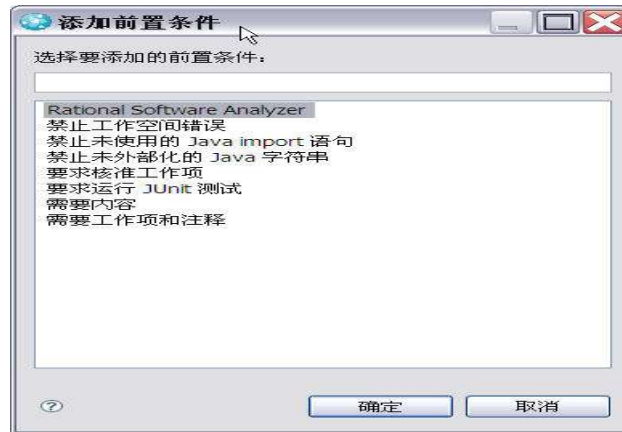 添加前置条件
选择要添加的前置条件：
Rational Software Analyzer
禁止工作空间错误
禁止未使用的 Java import 语句
禁止未外部化的 Java 字符串
要求核准工作项
要求运行 JUnit 测试
需要内容
需要工作项和注释
?
确定
取消